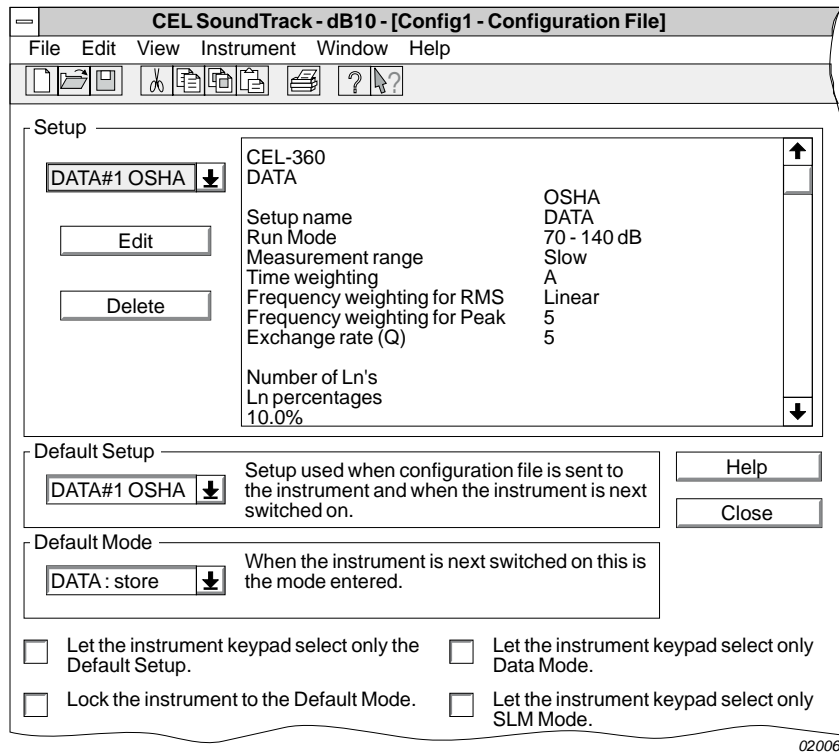 CEL SoundTrack - dB10 - [Config1 - Configuration File]
File Edit View Instrument Window Help
Setup
DATA#1 OSHA
Edit
Delete
CEL-360
DATA
OSHA
Setup name DATA
Run Mode 70 - 140 dB
Measurement range Slow
Time weighting A
Frequency weighting for RMS Linear
Frequency weighting for Peak 5
Exchange rate (Q) 5
Number of Ln's
Ln percentages
10.0%
Default Setup
DATA#1 OSHA
Setup used when configuration file is sent to
the instrument and when the instrument is next
switched on.
Help
Close
Default Mode
DATA : store
When the instrument is next switched on this is
the mode entered.
Let the instrument keypad select only the
Default Setup.
Let the instrument keypad select only
Data Mode.
Lock the instrument to the Default Mode.
Let the instrument keypad select only
SLM Mode.
02006